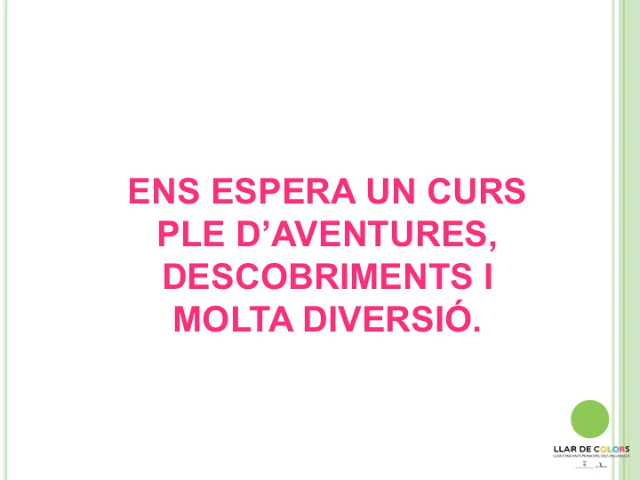 ENS ESPERA UN CURS
PLE D’AVENTURES,
DESCOBRIMENTS I
MOLTA DIVERSIÓ.
LLAR DE COLORS